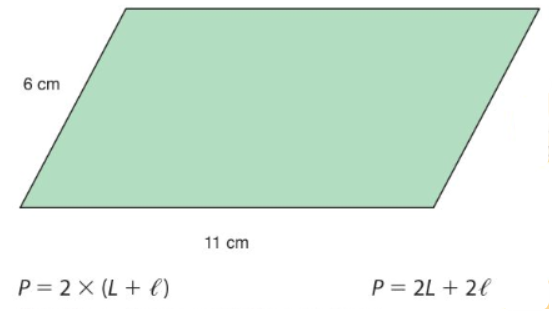 6 cm
11 cm
P = 2 × (L + ℓ)
P = 2L + 2ℓ